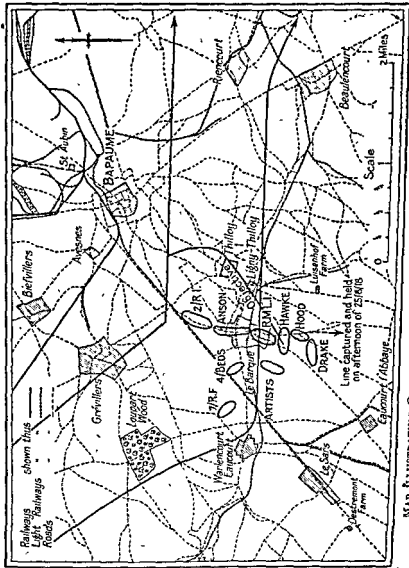 Railways shown thus
Light Railways
Roads
Biefvillers
Avesnes
St Aubin
BAPAUME
Grévillers
Loupart
Wood
Riencourt
Beaulencourt
Thilloy
Ligny-Thilloy
Le Barque
Luisenhof
Farm
2/R.I.
ANSON
4/BEDS
7/R.F.
R.M.L.I.
HAWKE
HOOD
DRAKE
ARTISTS
Warlencourt
Eaucourt
Le Sars
Destremont
Farm
Eaucourt l'Abbaye
Line captured and held
on afternoon of 25/8/18
Scale
0
2 Miles